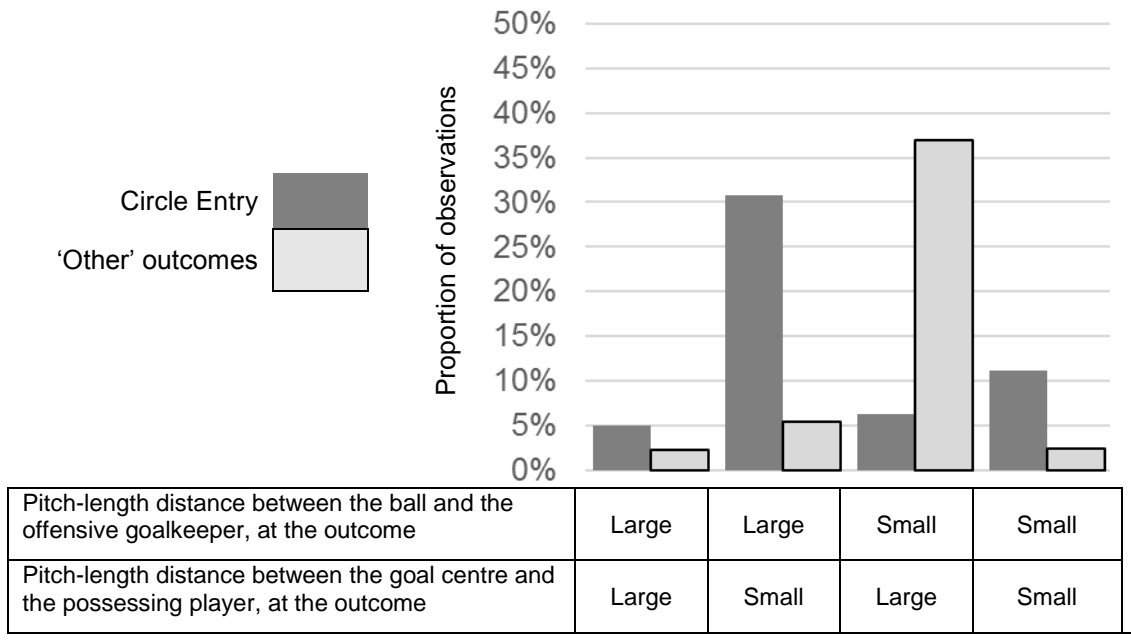 50%
45%
40%
35%
30%
25%
20%
15%
10%
5%
0%
Proportion of observations
Circle Entry
‘Other’ outcomes
Pitch-length distance between the ball and the
offensive goalkeeper, at the outcome
Large
Large
Small
Small
Pitch-length distance between the goal centre and
the possessing player, at the outcome
Large
Small
Large
Small